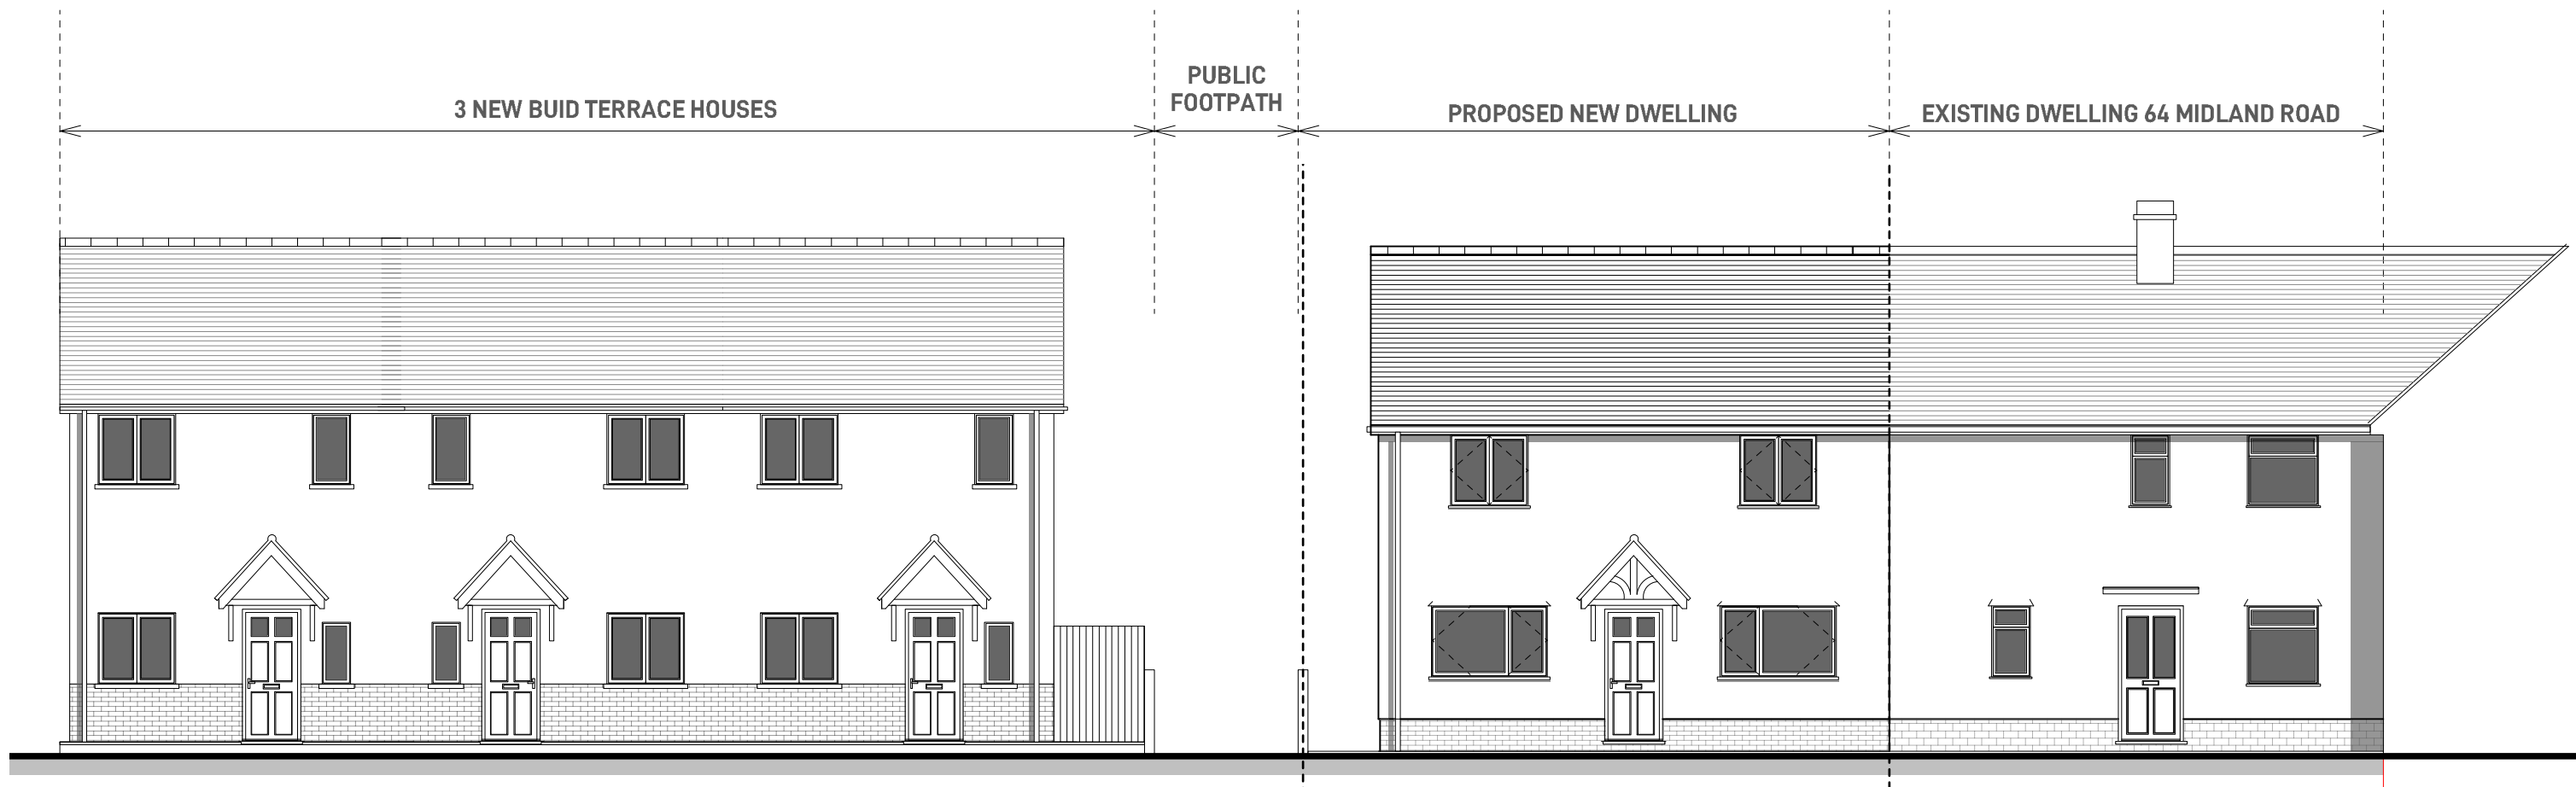 3 NEW BUID TERRACE HOUSES
PUBLIC
FOOTPATH
PROPOSED NEW DWELLING
EXISTING DWELLING 64 MIDLAND ROAD